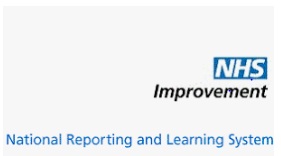 NHS
Improvement
National Reporting and Learning System